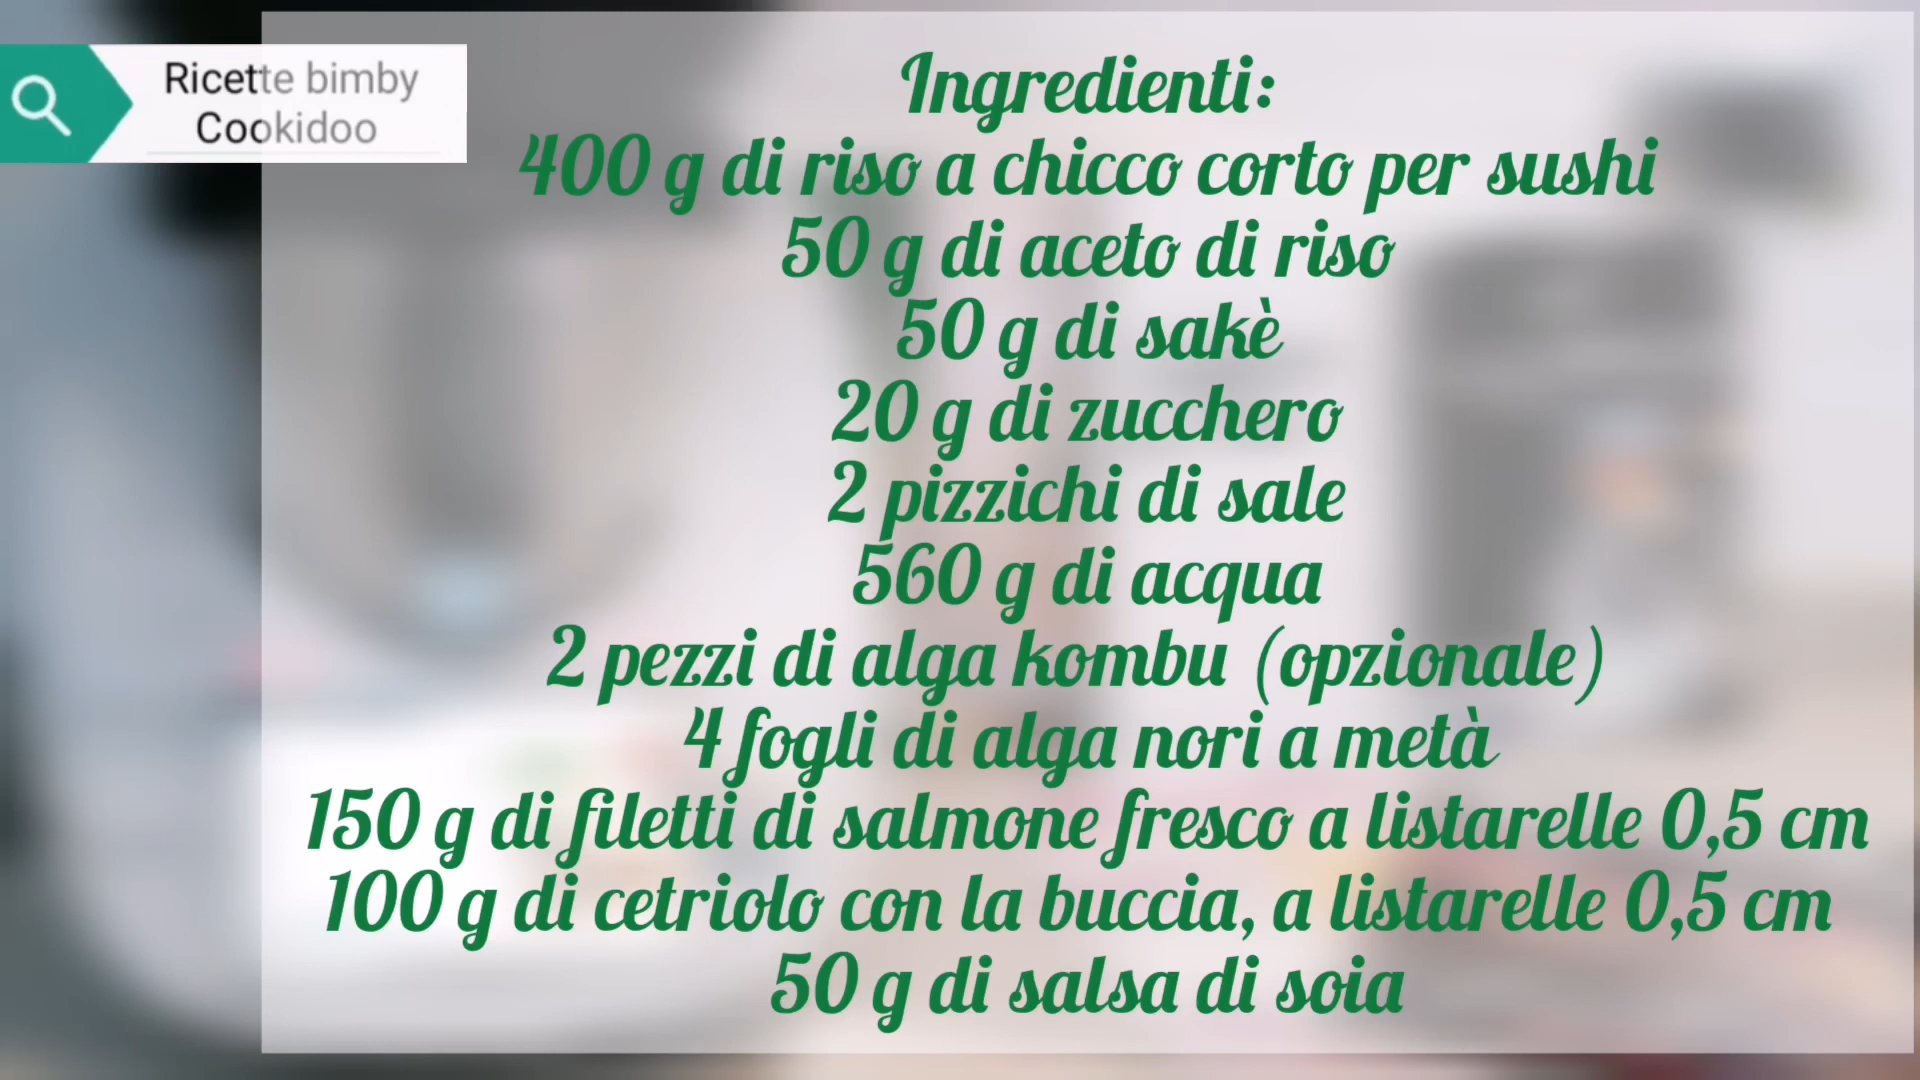 Ricette bimby
Cookidoo
Ingredienti:
400 g di riso a chicco corto per sushi
50 g di aceto di riso
50 g di sakè
20 g di zucchero
2 pizzichi di sale
560 g di acqua
2 pezzi di alga kombu (opzionale)
4 fogli di alga nori a metà
150 g di filetti di salmone fresco a listarelle 0,5 cm
100 g di cetriolo con la buccia, a listarelle 0,5 cm
50 g di salsa di soia